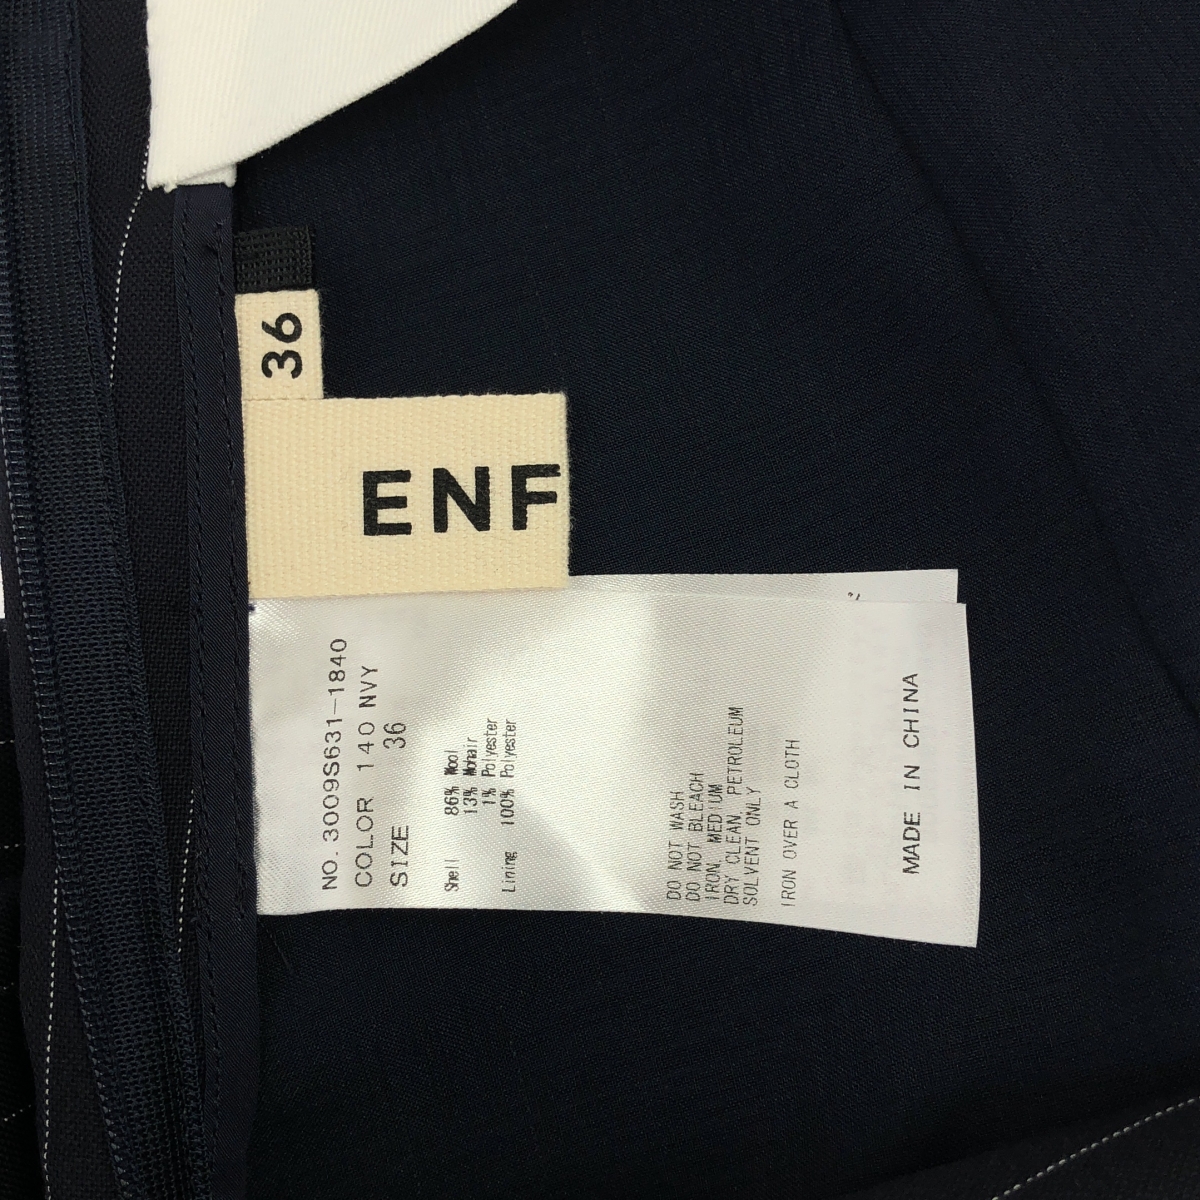 36
ENF
NO. 3009S631-1840
COLOR 140 NVY
SIZE 36
Shell 86% Wool
13% Mohair
1% Polyester
Lining 100% Polyester
DO NOT WASH
DO NOT BLEACH
IRON, MEDIUM
DRY CLEAN, PETROLEUM
SOLVENT ONLY
IRON OVER A CLOTH
MADE IN CHINA